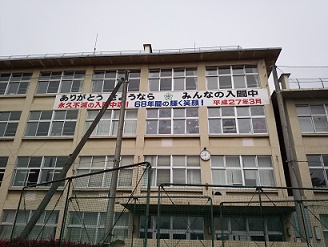 ありがとう さようなら みんなの入間中
永久不滅の入間中魂! 68年間の輝く笑顔! 平成27年3月